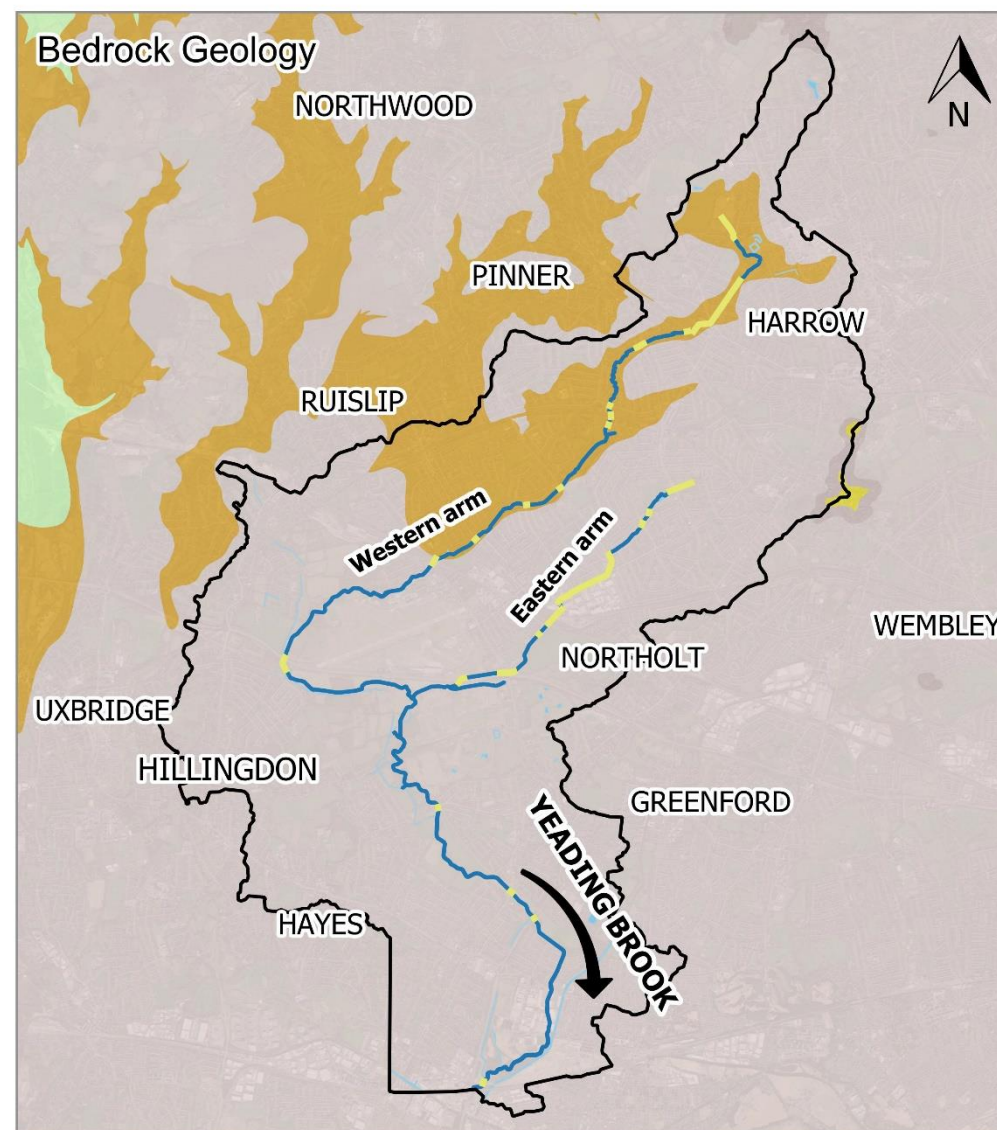 Bedrock Geology
NORTHWOOD
N
PINNER
HARROW
RUISLIP
Western arm
Eastern arm
WEMBLEY
NORTHOLT
UXBRIDGE
HILLINGDON
GREENFORD
YEADING BROOK
HAYES